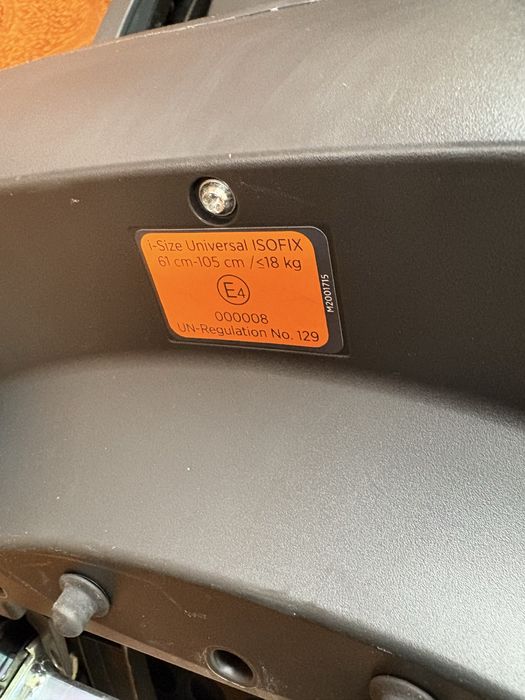 i-Size Universal ISOFIX
61 cm-105 cm /≤18 kg
E4
000008
UN-Regulation No. 129
M2001715